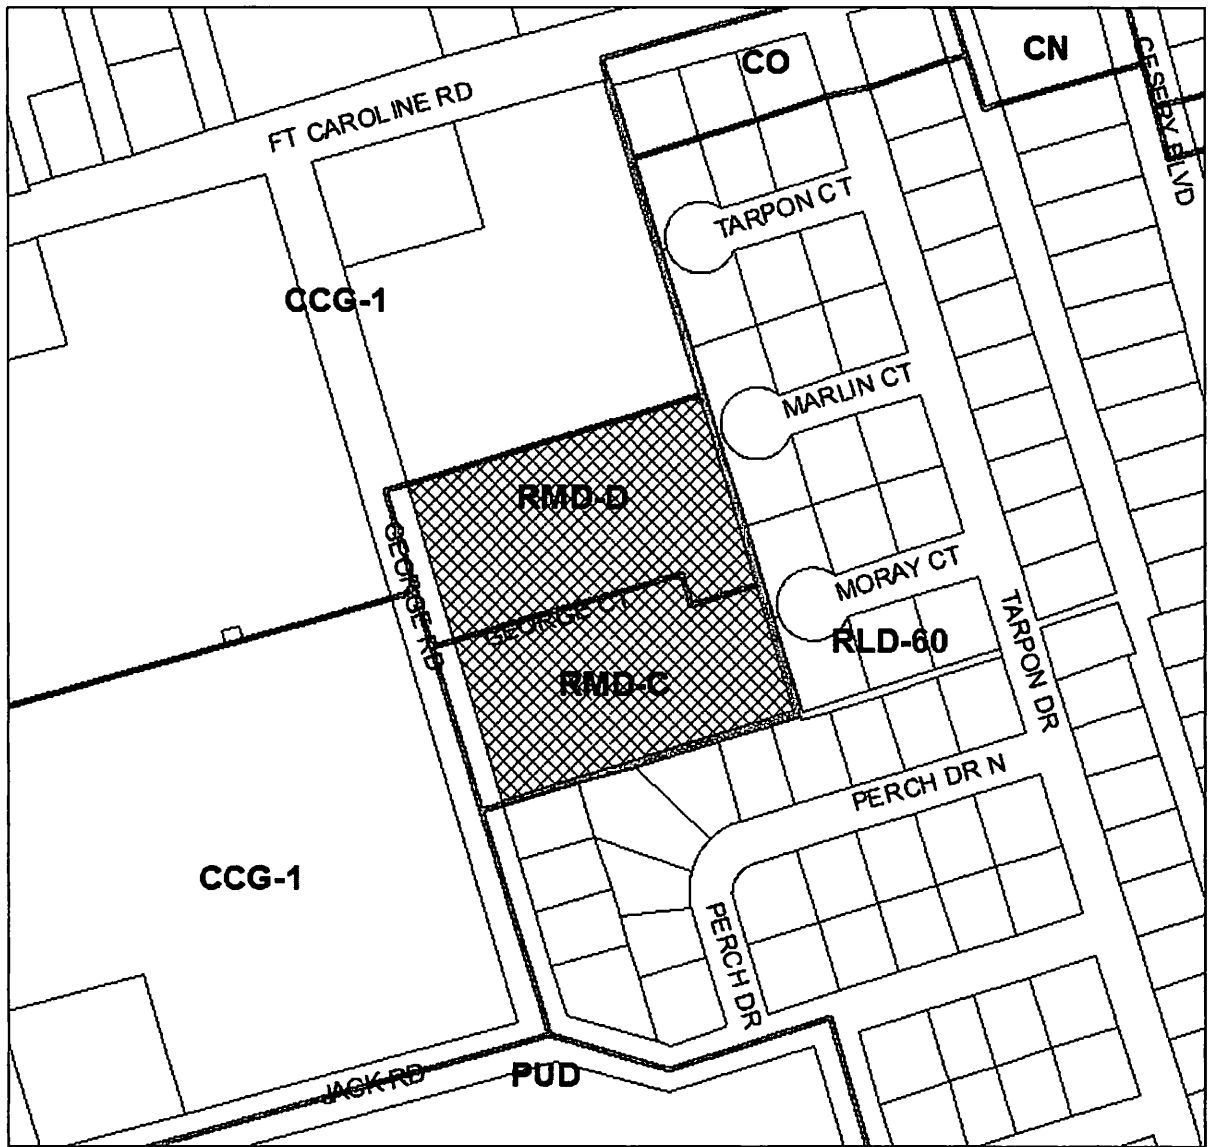 CO
CN
CESERY BLVD
FT CAROLINE RD
TARPON CT
CCG-1
MARLIN CT
RMD-D
GEORGE RD
MORAY CT
GEORGE CT
TARPON DR
RLD-60
RMD-C
PERCH DR N
CCG-1
PERCH DR
JACK RD
PUD